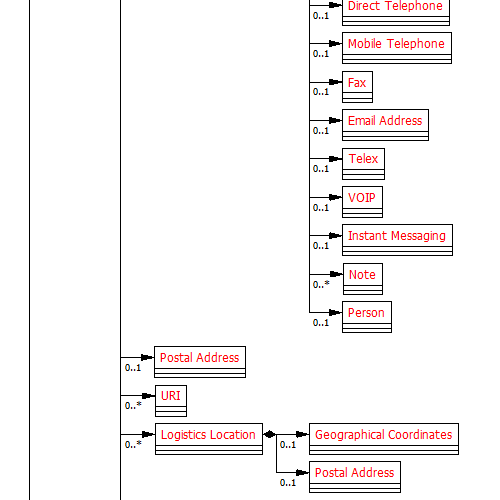 Direct Telephone
0..1
Mobile Telephone
0..1
Fax
0..1
Email Address
0..1
Telex
0..1
VOIP
0..1
Instant Messaging
0..1
Note
0..*
Person
0..1
Postal Address
0..1
URI
0..*
Logistics Location
0..*
Geographical Coordinates
0..1
Postal Address
0..1